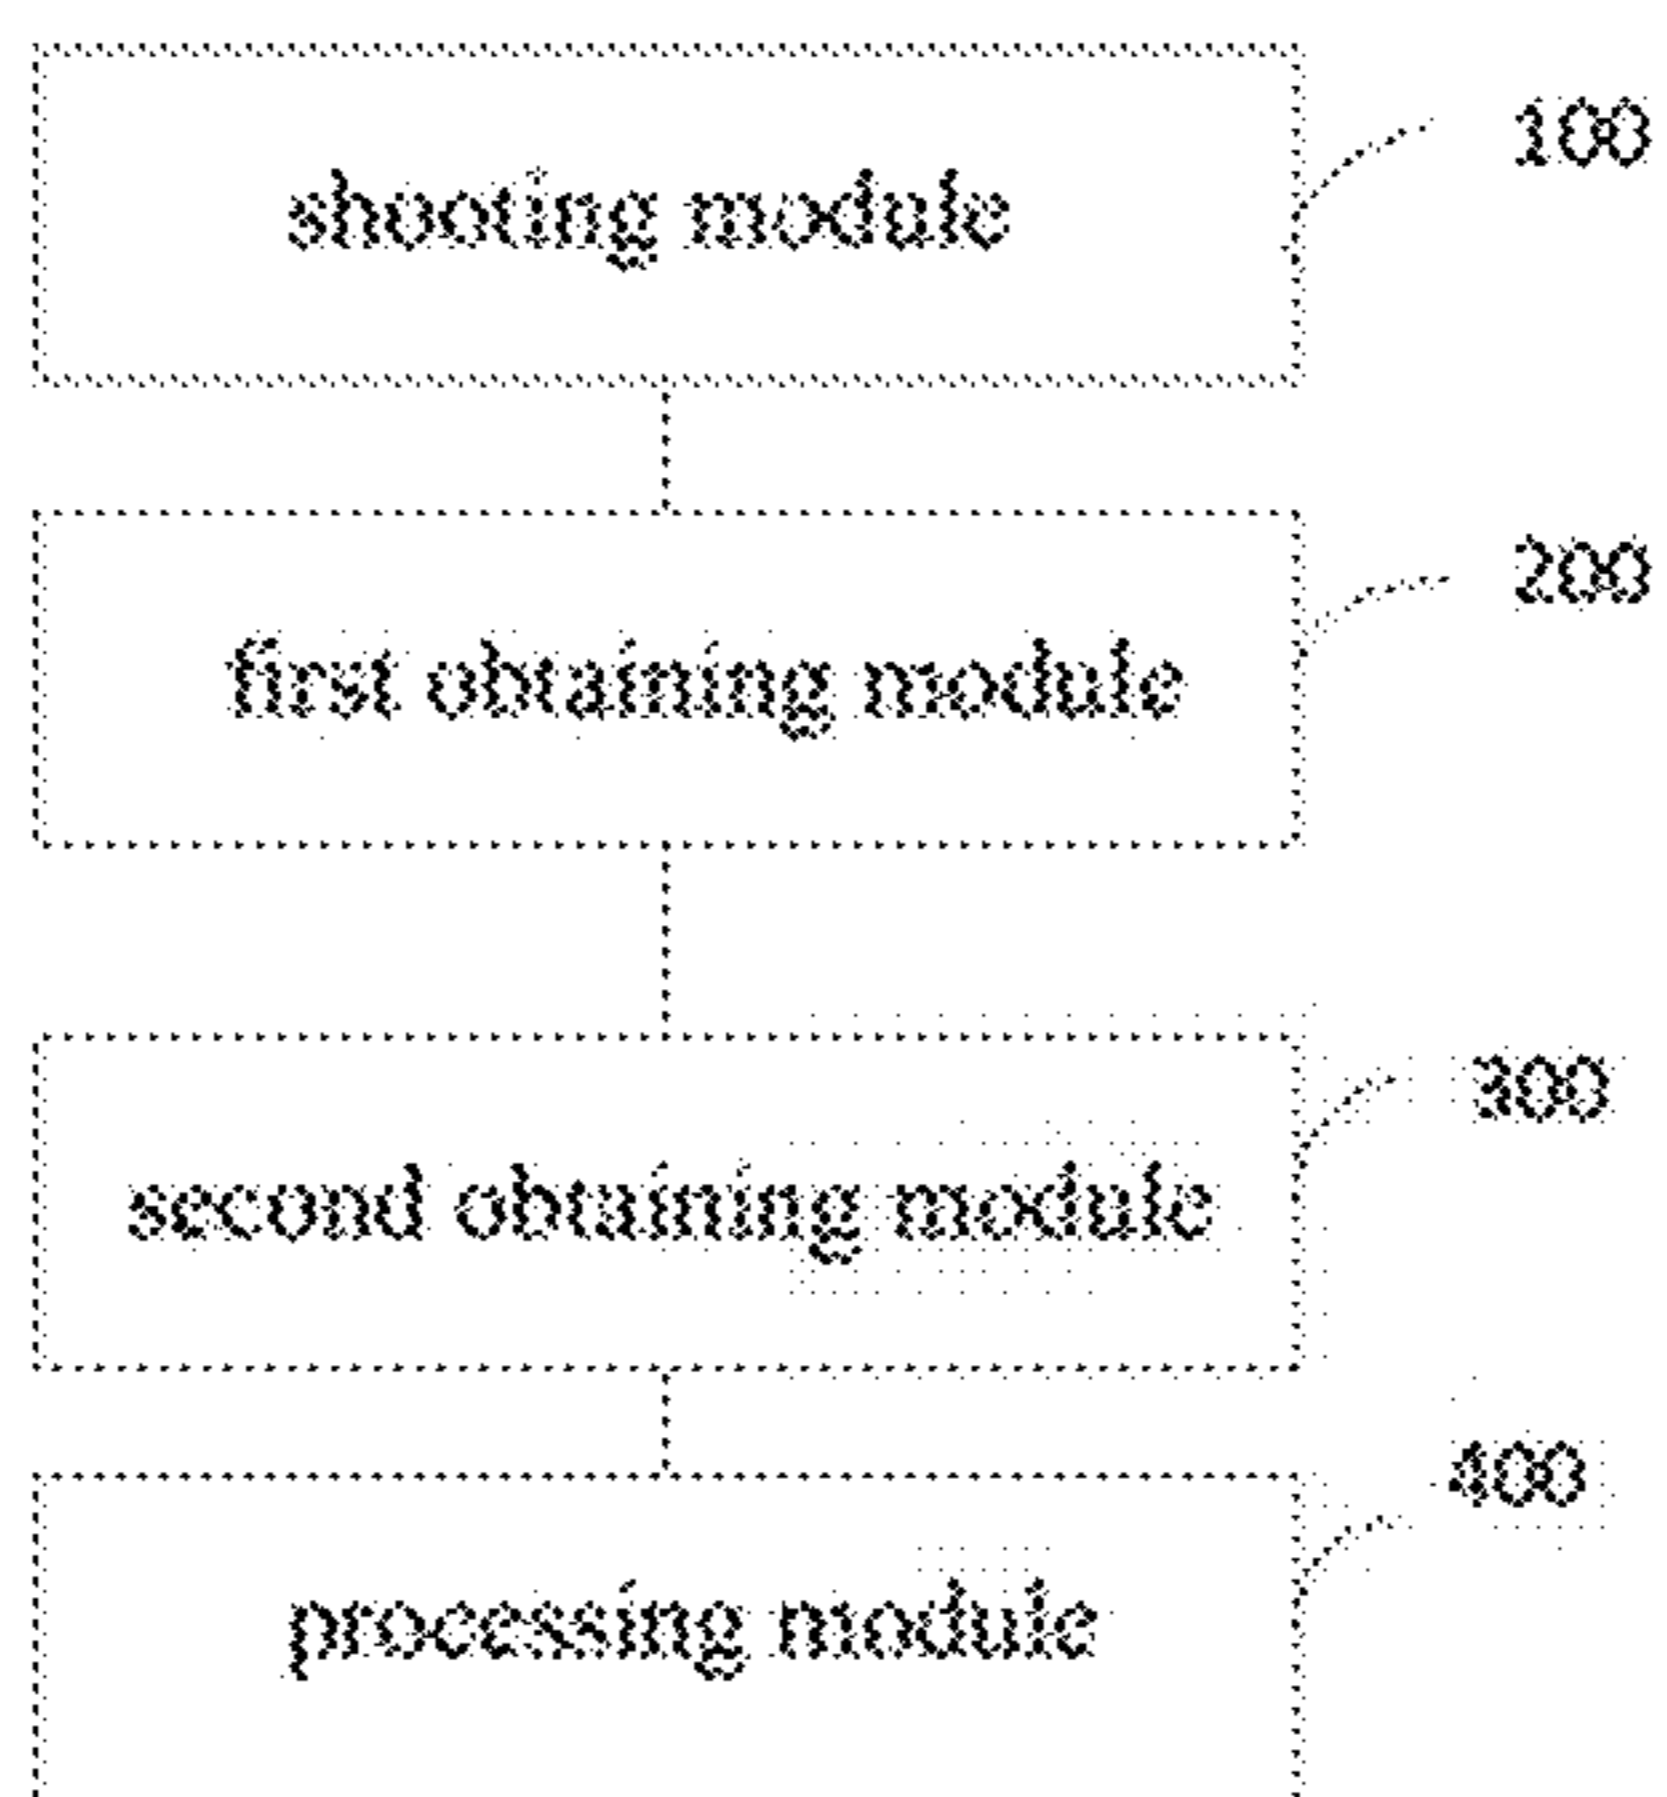 shooting module
100
first obtaining module
200
second obtaining module
300
processing module
400